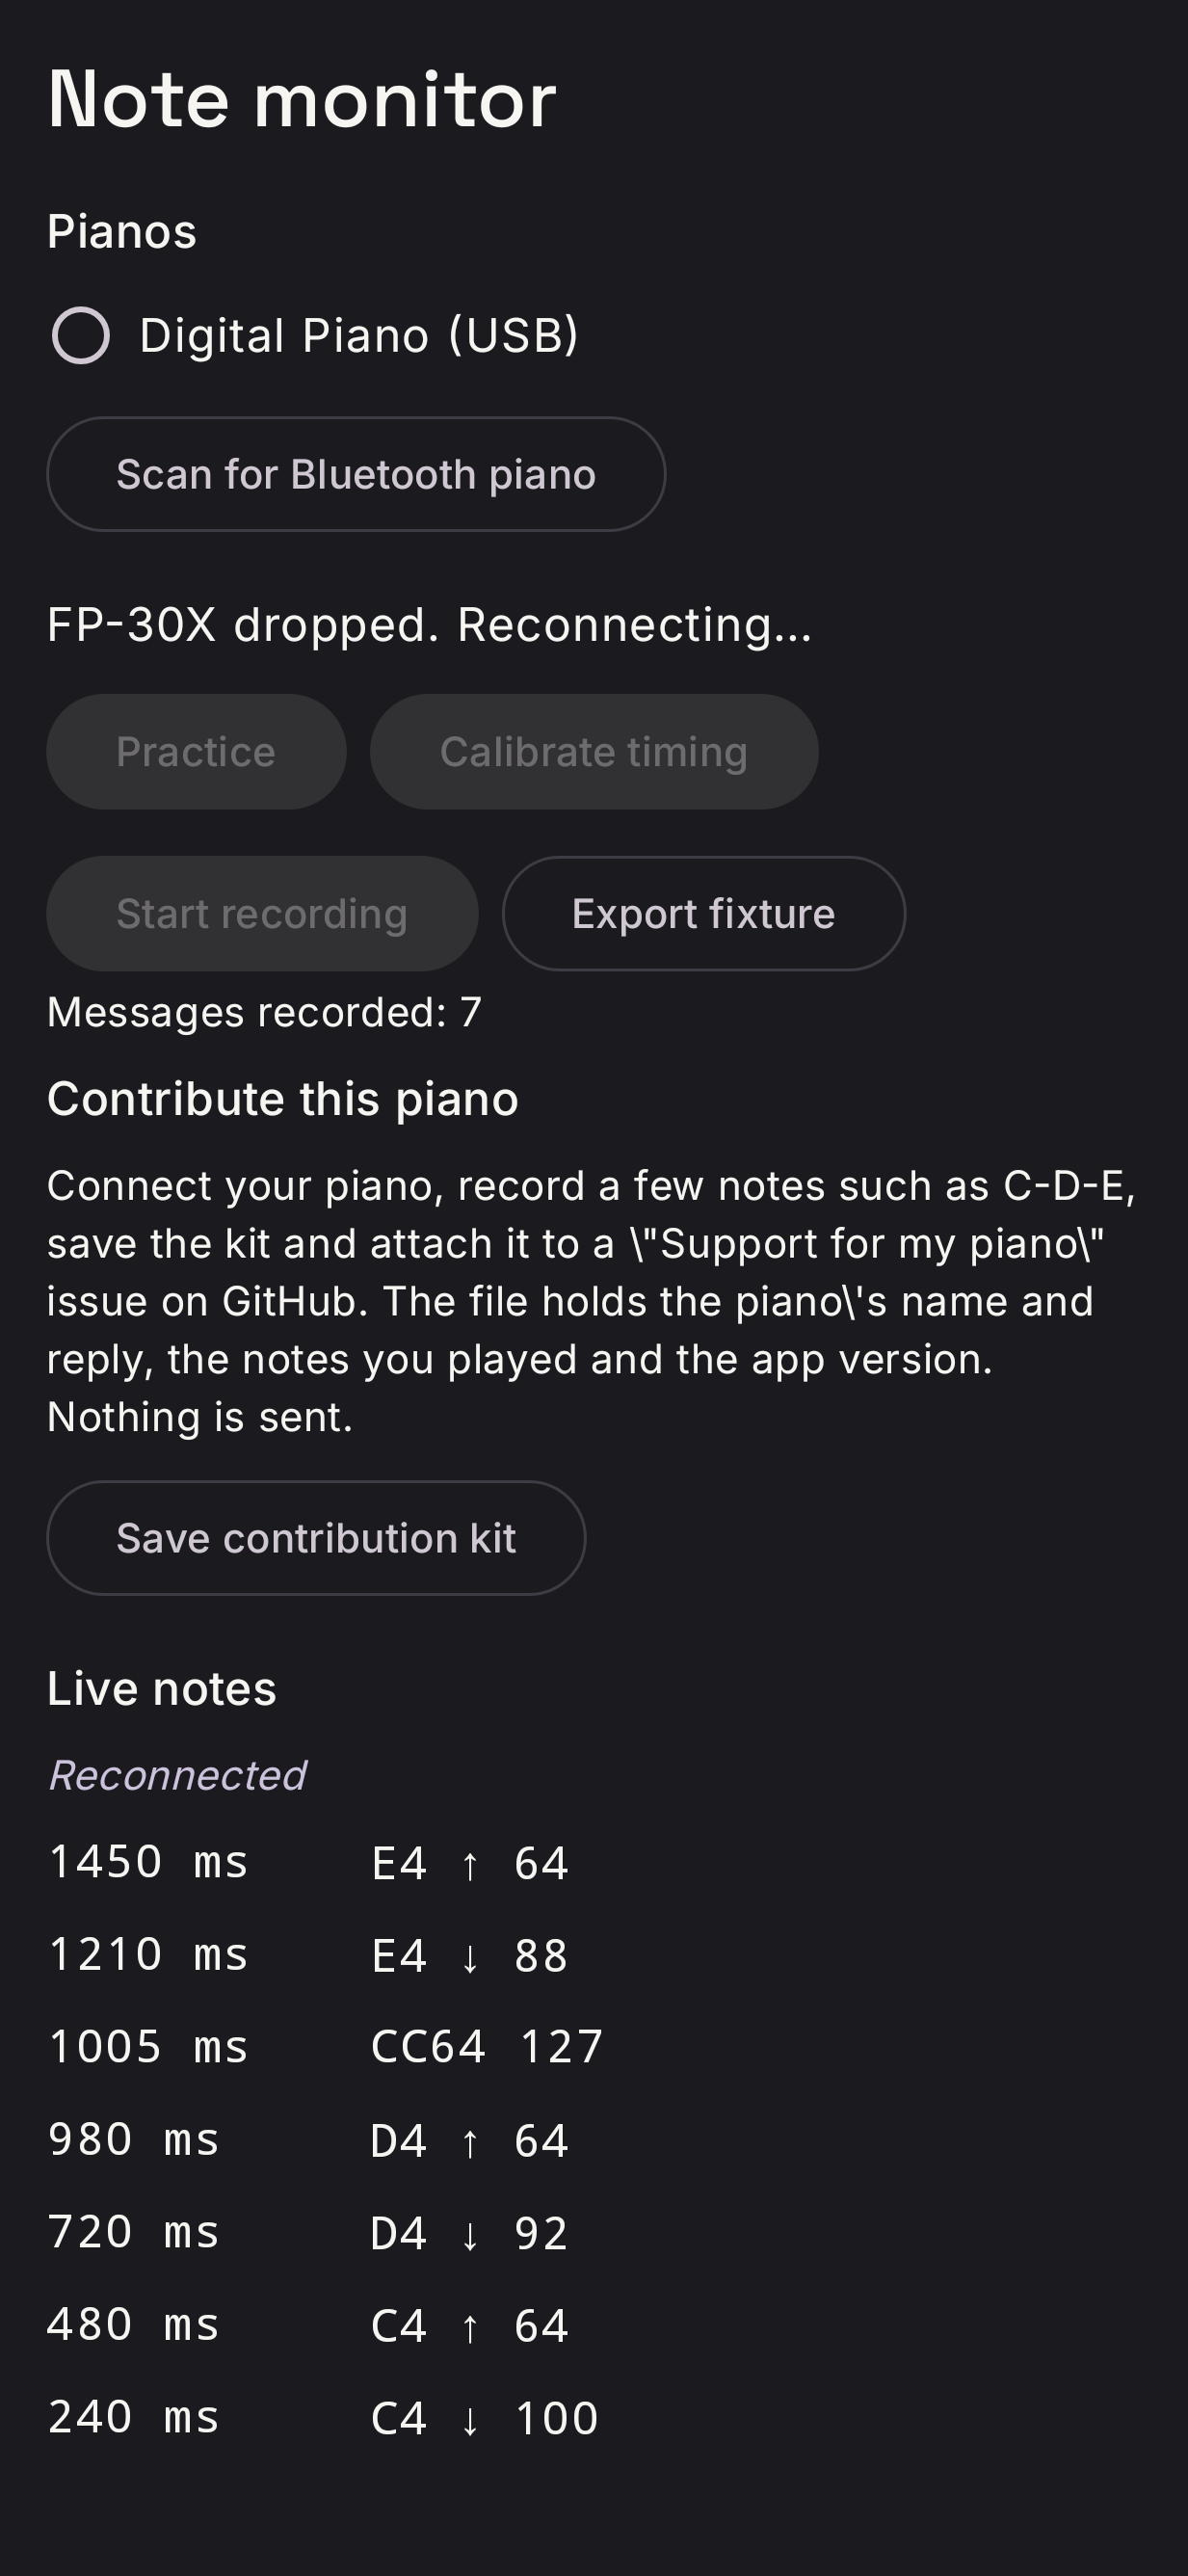 Note monitor
Pianos
Digital Piano (USB)
Scan for Bluetooth piano
FP-30X dropped. Reconnecting…
Practice
Calibrate timing
Start recording
Export fixture
Messages recorded: 7
Contribute this piano
Connect your piano, record a few notes such as C-D-E,
save the kit and attach it to a \"Support for my piano\"
issue on GitHub. The file holds the piano\'s name and
reply, the notes you played and the app version.
Nothing is sent.
Save contribution kit
Live notes
Reconnected
1450 ms E4 ↑ 64
1210 ms E4 ↓ 88
1005 ms CC64 127
980 ms D4 ↑ 64
720 ms D4 ↓ 92
480 ms C4 ↑ 64
240 ms C4 ↓ 100